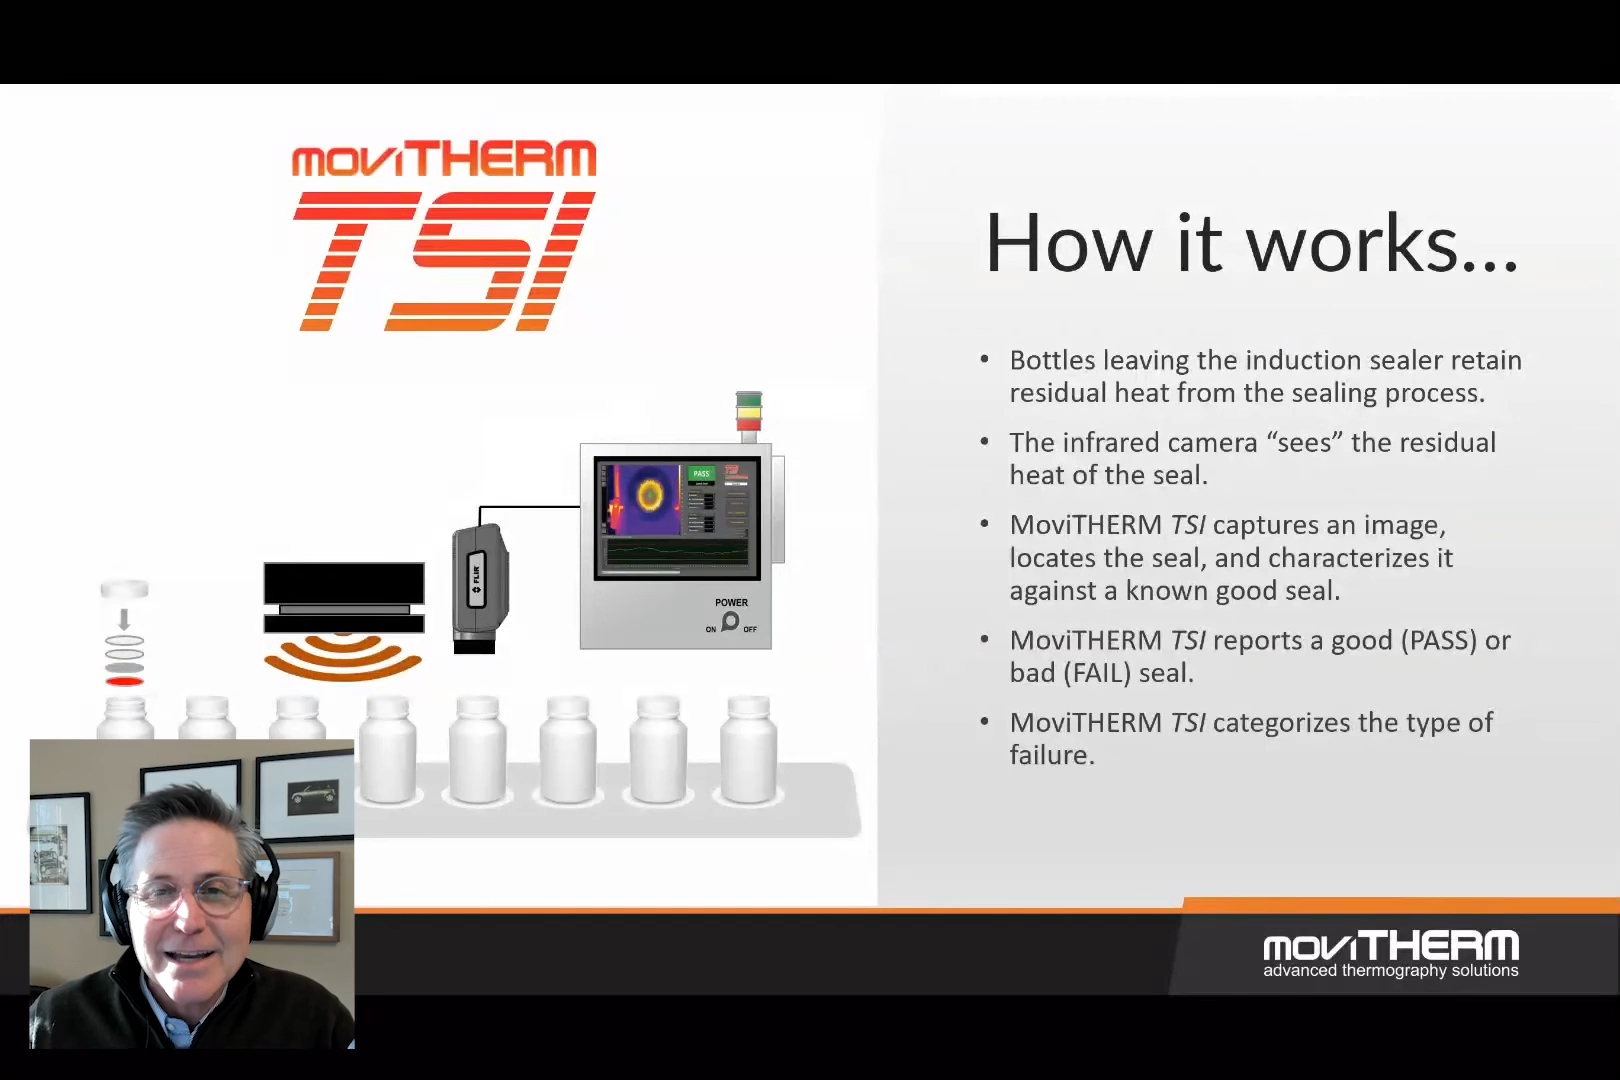 moviTHERM
TSI
How it works...
• Bottles leaving the induction sealer retain
residual heat from the sealing process.
• The infrared camera “sees” the residual
heat of the seal.
• MoviTHERM TSI captures an image,
locates the seal, and characterizes it
against a known good seal.
• MoviTHERM TSI reports a good (PASS) or
bad (FAIL) seal.
• MoviTHERM TSI categorizes the type of
failure.
PASS
TSI
FLIR
POWER
ON OFF
moviTHERM
advanced thermography solutions